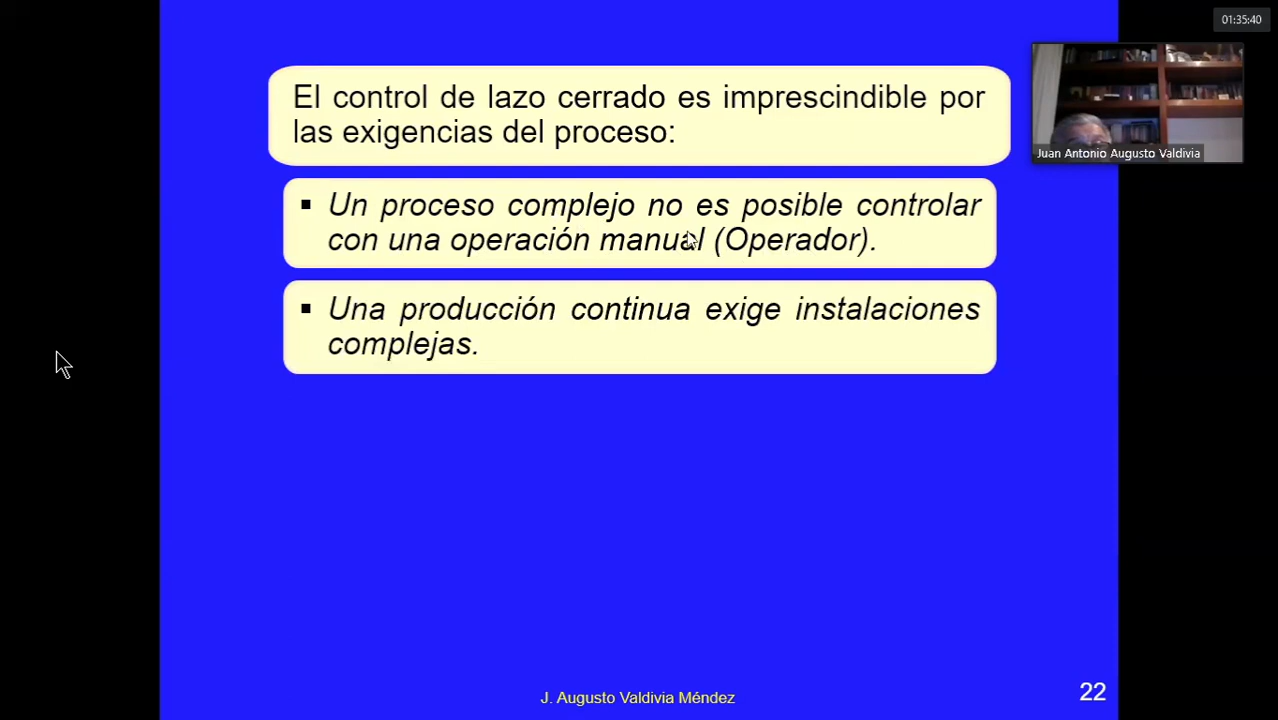 01:35:40
El control de lazo cerrado es imprescindible por
las exigencias del proceso:
Juan Antonio Augusto Valdivia
▪ Un proceso complejo no es posible controlar
con una operación manual (Operador).
▪ Una producción continua exige instalaciones
complejas.
J. Augusto Valdivia Méndez
22